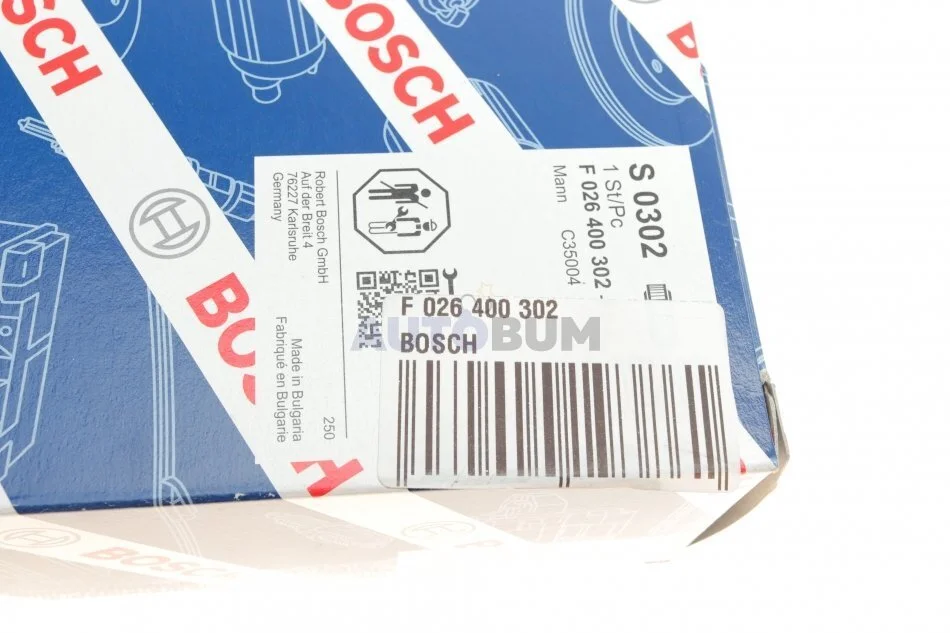 BOSCH
BOSCH
S 0302
1 St/Pc
F 026 400 302 -
Mann C35004
Robert Bosch GmbH
Auf der Breit 4
76227 Karlsruhe
Germany
Made in Bulgaria
Fabriqué en Bulgarie
250
F 026 400 302
BOSCH
AUTOBUM
BOSCH